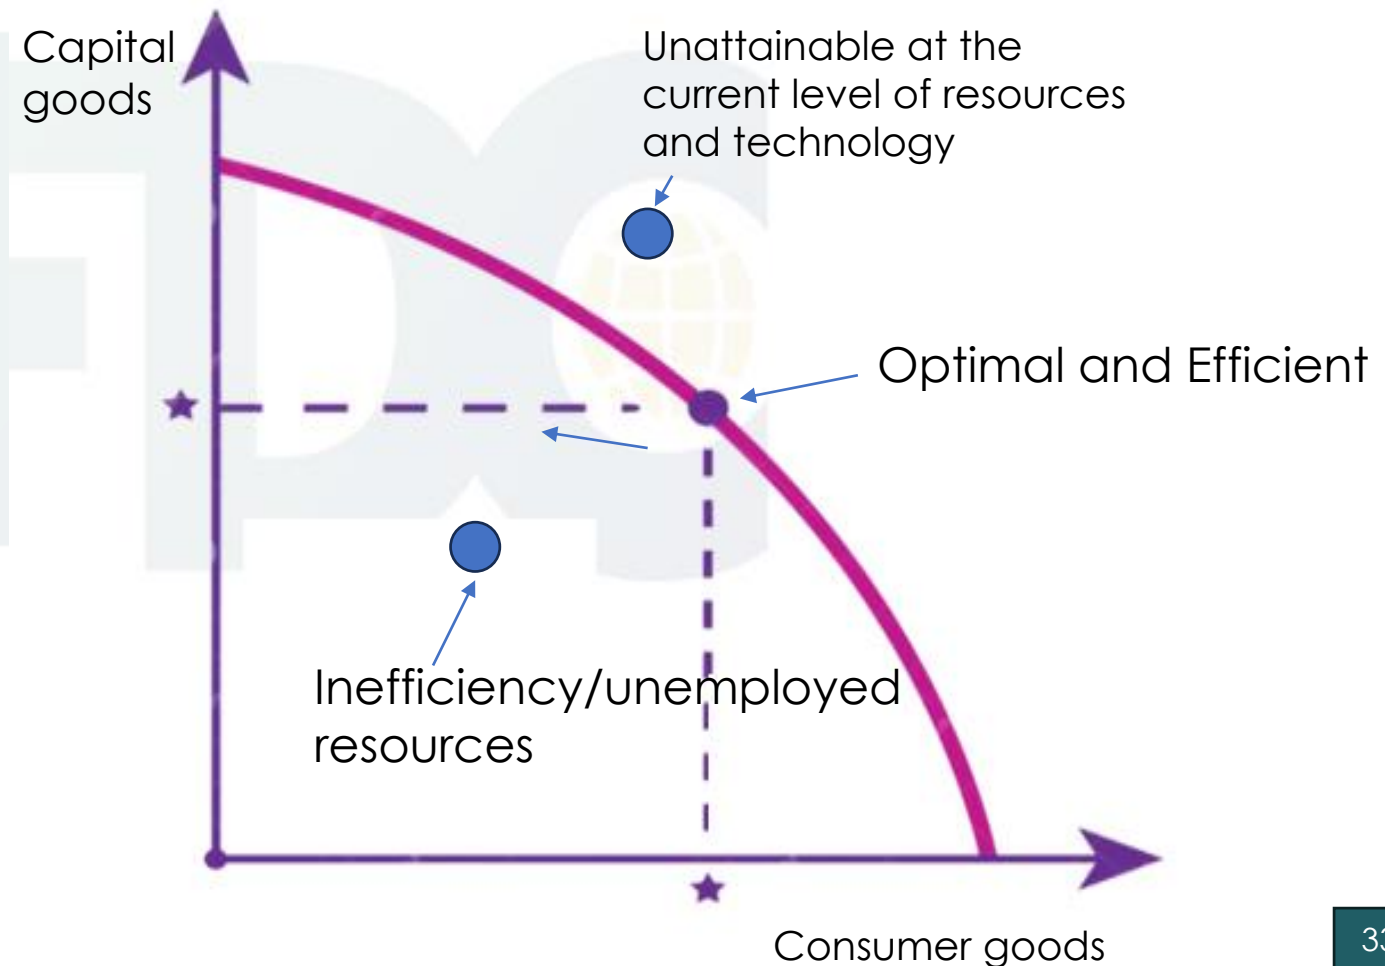 Capital
goods
Unattainable at the
current level of resources
and technology
Optimal and Efficient
Inefficiency/unemployed
resources
Consumer goods
33